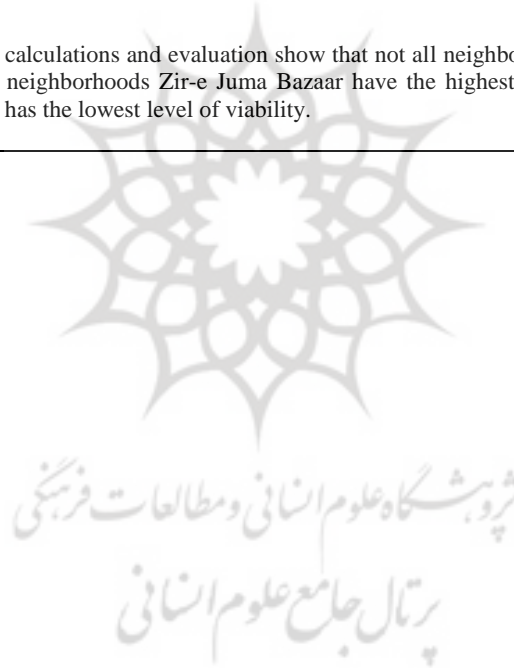 calculations and evaluation show that not all
neighborhoods Zir-e Juma Bazaar have the highest
has the lowest level of viability.
پژوهشگاه علوم انسانی و مطالعات فرهنگی
پرتال جامع علوم انسانی